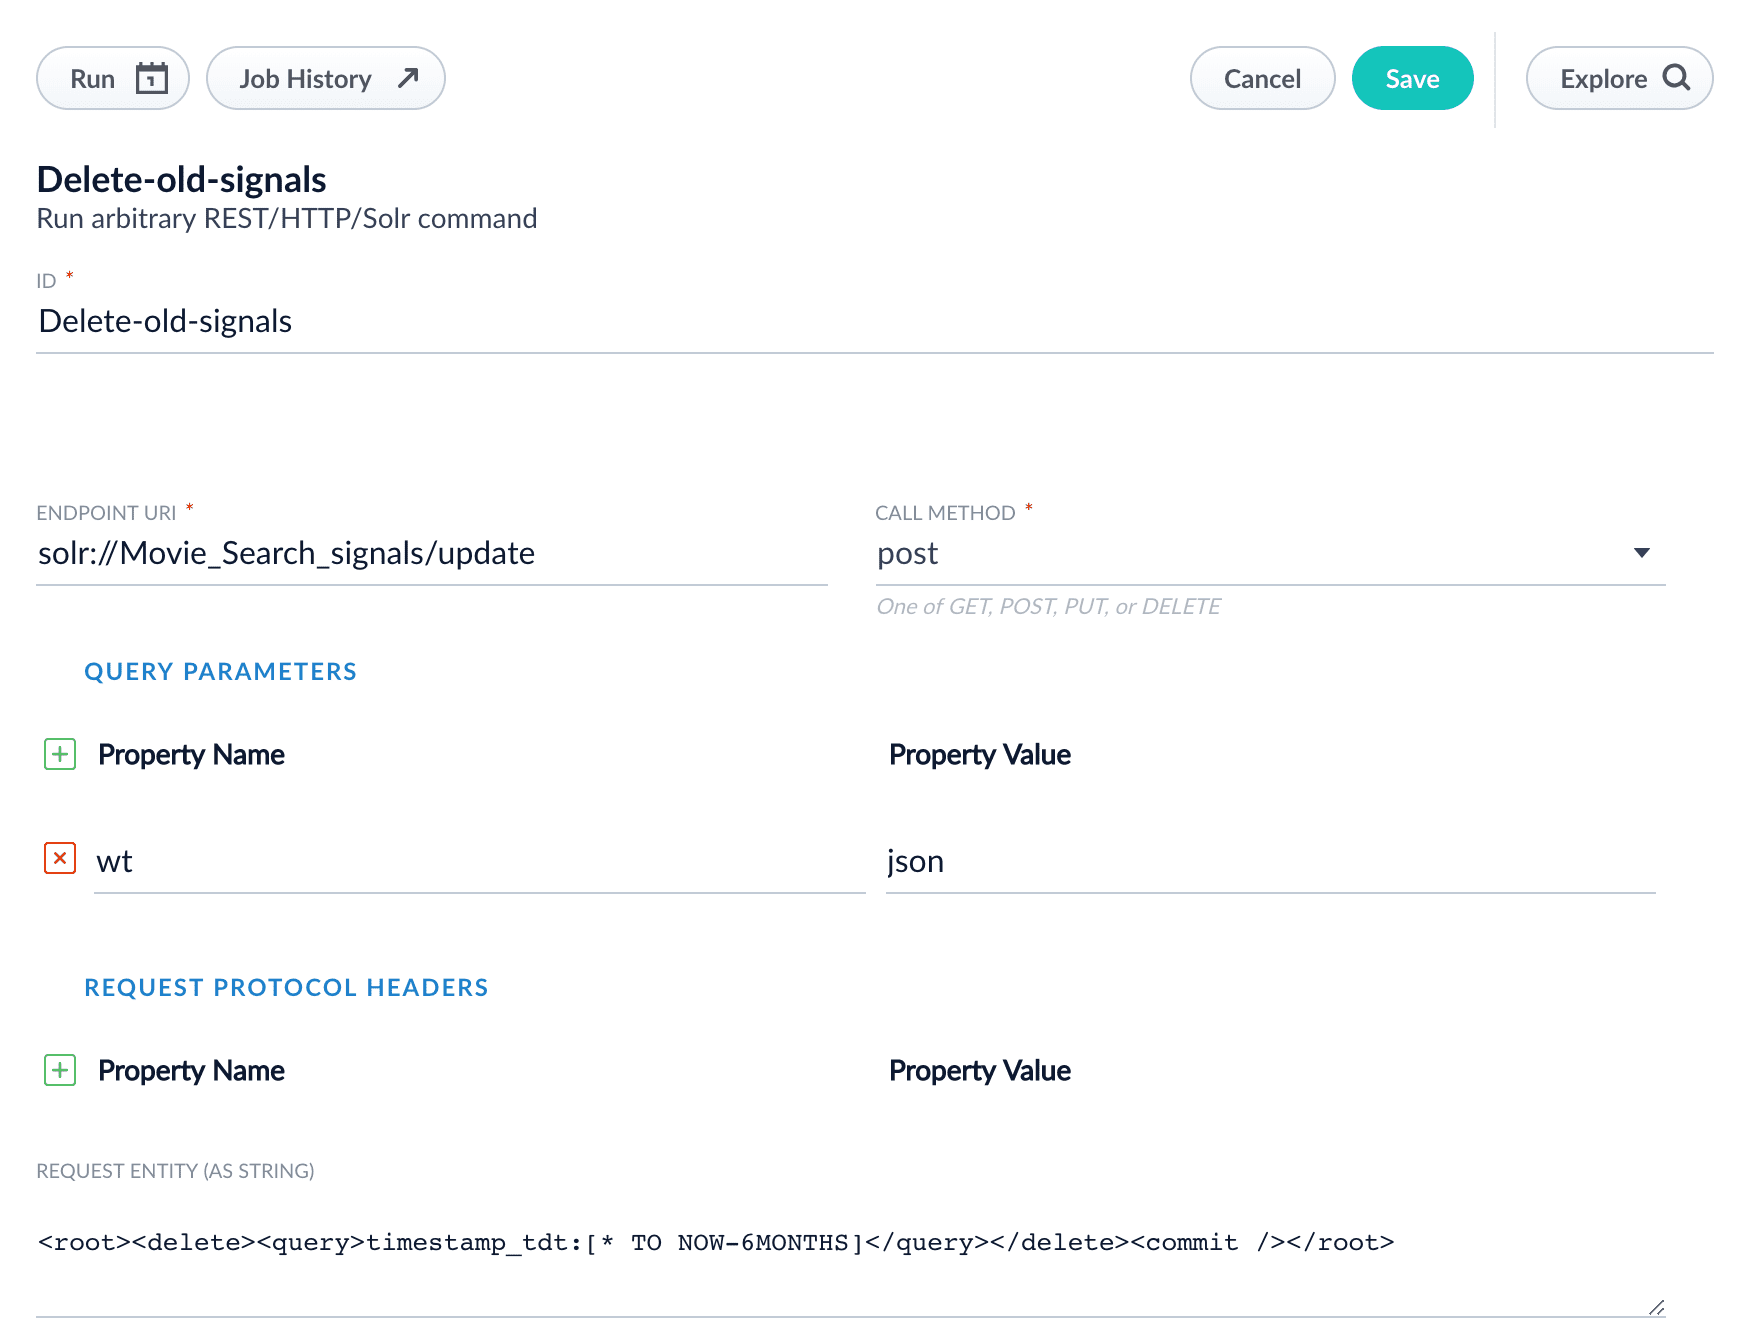 Run
Job History
Cancel
Save
Explore
Delete-old-signals
Run arbitrary REST/HTTP/Solr command
ID *
Delete-old-signals
ENDPOINT URI *
CALL METHOD *
solr://Movie_Search_signals/update
post
One of GET, POST, PUT, or DELETE
QUERY PARAMETERS
Property Name
Property Value
wt
json
REQUEST PROTOCOL HEADERS
Property Name
Property Value
REQUEST ENTITY (AS STRING)
<root><delete><query>timestamp_tdt:[* TO NOW-6MONTHS]</query></delete><commit /></root>